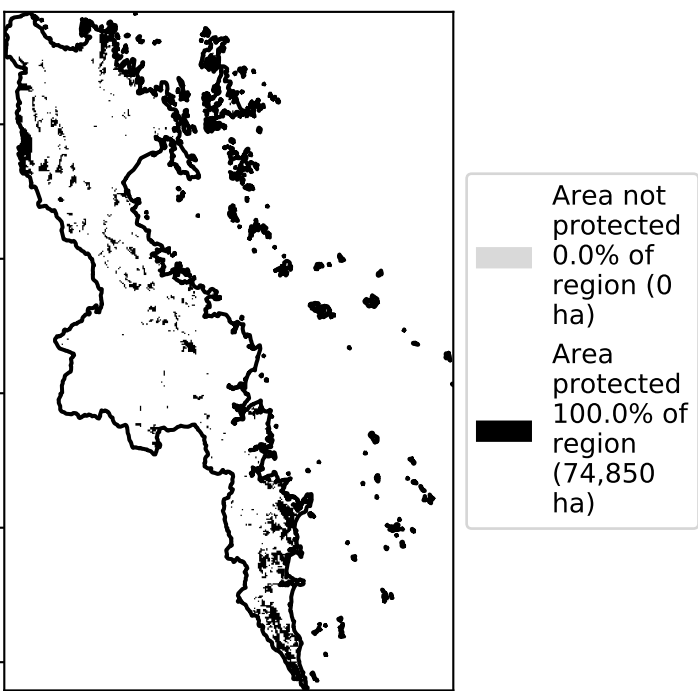 Area not
protected
0.0% of
region (0
ha)
Area
protected
100.0% of
region
(74,850
ha)